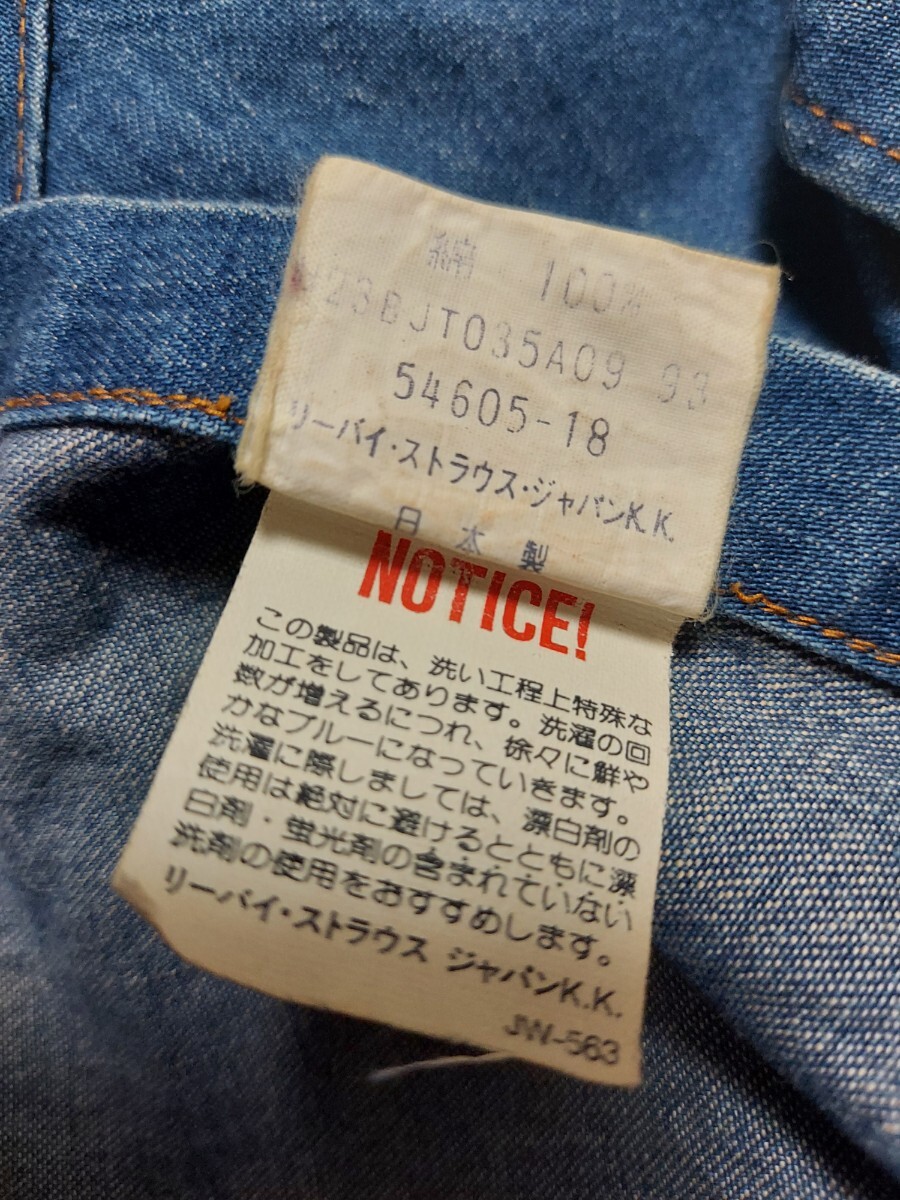 綿 100%
23BJT035A09 93
54605-18
リーバイ・ストラウス・ジャパンK.K.
日本製
NOTICE!
この製品は、洗い工程上特殊な
加工をしてあります。洗濯の回
数が増えるにつれ、徐々に鮮や
かなブルーになっていきます。
洗濯に際しましては、漂白剤の
使用は絶対に避けるとともに漂
白剤・蛍光剤の含まれていない
洗剤の使用をおすすめします。
リーバイ・ストラウス ジャパンK.K.
JW-563